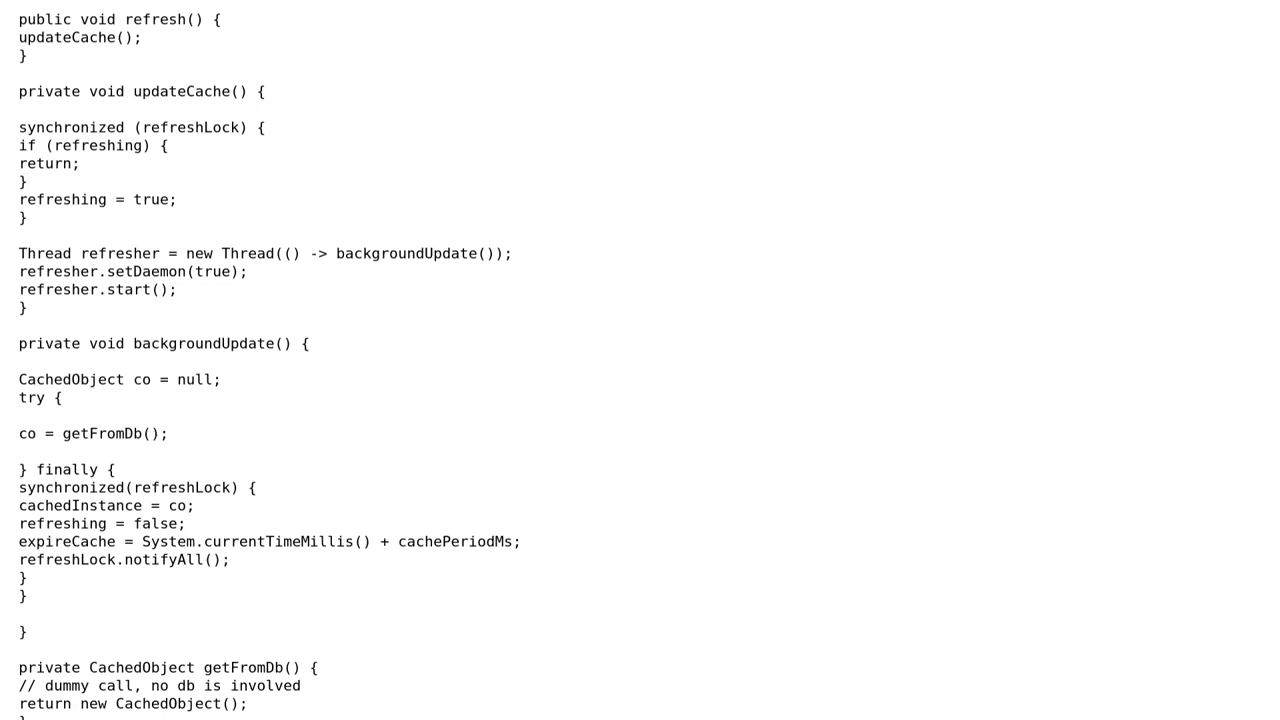 public void refresh() {
updateCache();
}
private void updateCache() {
synchronized (refreshLock) {
if (refreshing) {
return;
}
refreshing = true;
}
Thread refresher = new Thread(() -> backgroundUpdate());
refresher.setDaemon(true);
refresher.start();
}
private void backgroundUpdate() {
CachedObject co = null;
try {
co = getFromDb();
} finally {
synchronized(refreshLock) {
cachedInstance = co;
refreshing = false;
expireCache = System.currentTimeMillis() + cachePeriodMs;
refreshLock.notifyAll();
}
}
}
private CachedObject getFromDb() {
// dummy call, no db is involved
return new CachedObject();
}